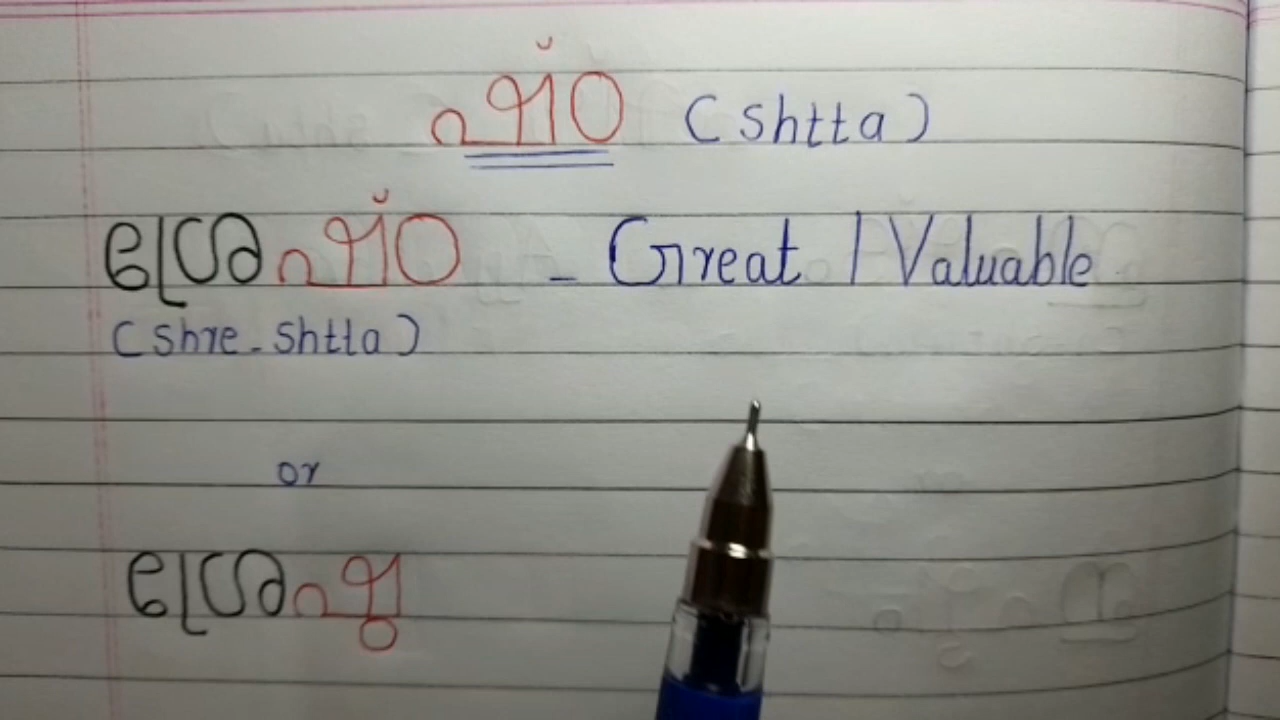 ഷ്ഠ (shtta)
ശ്രേഷ്ഠ - Great / Valuable
(shre-shtta)
or
ശ്രേഷ്ഠ